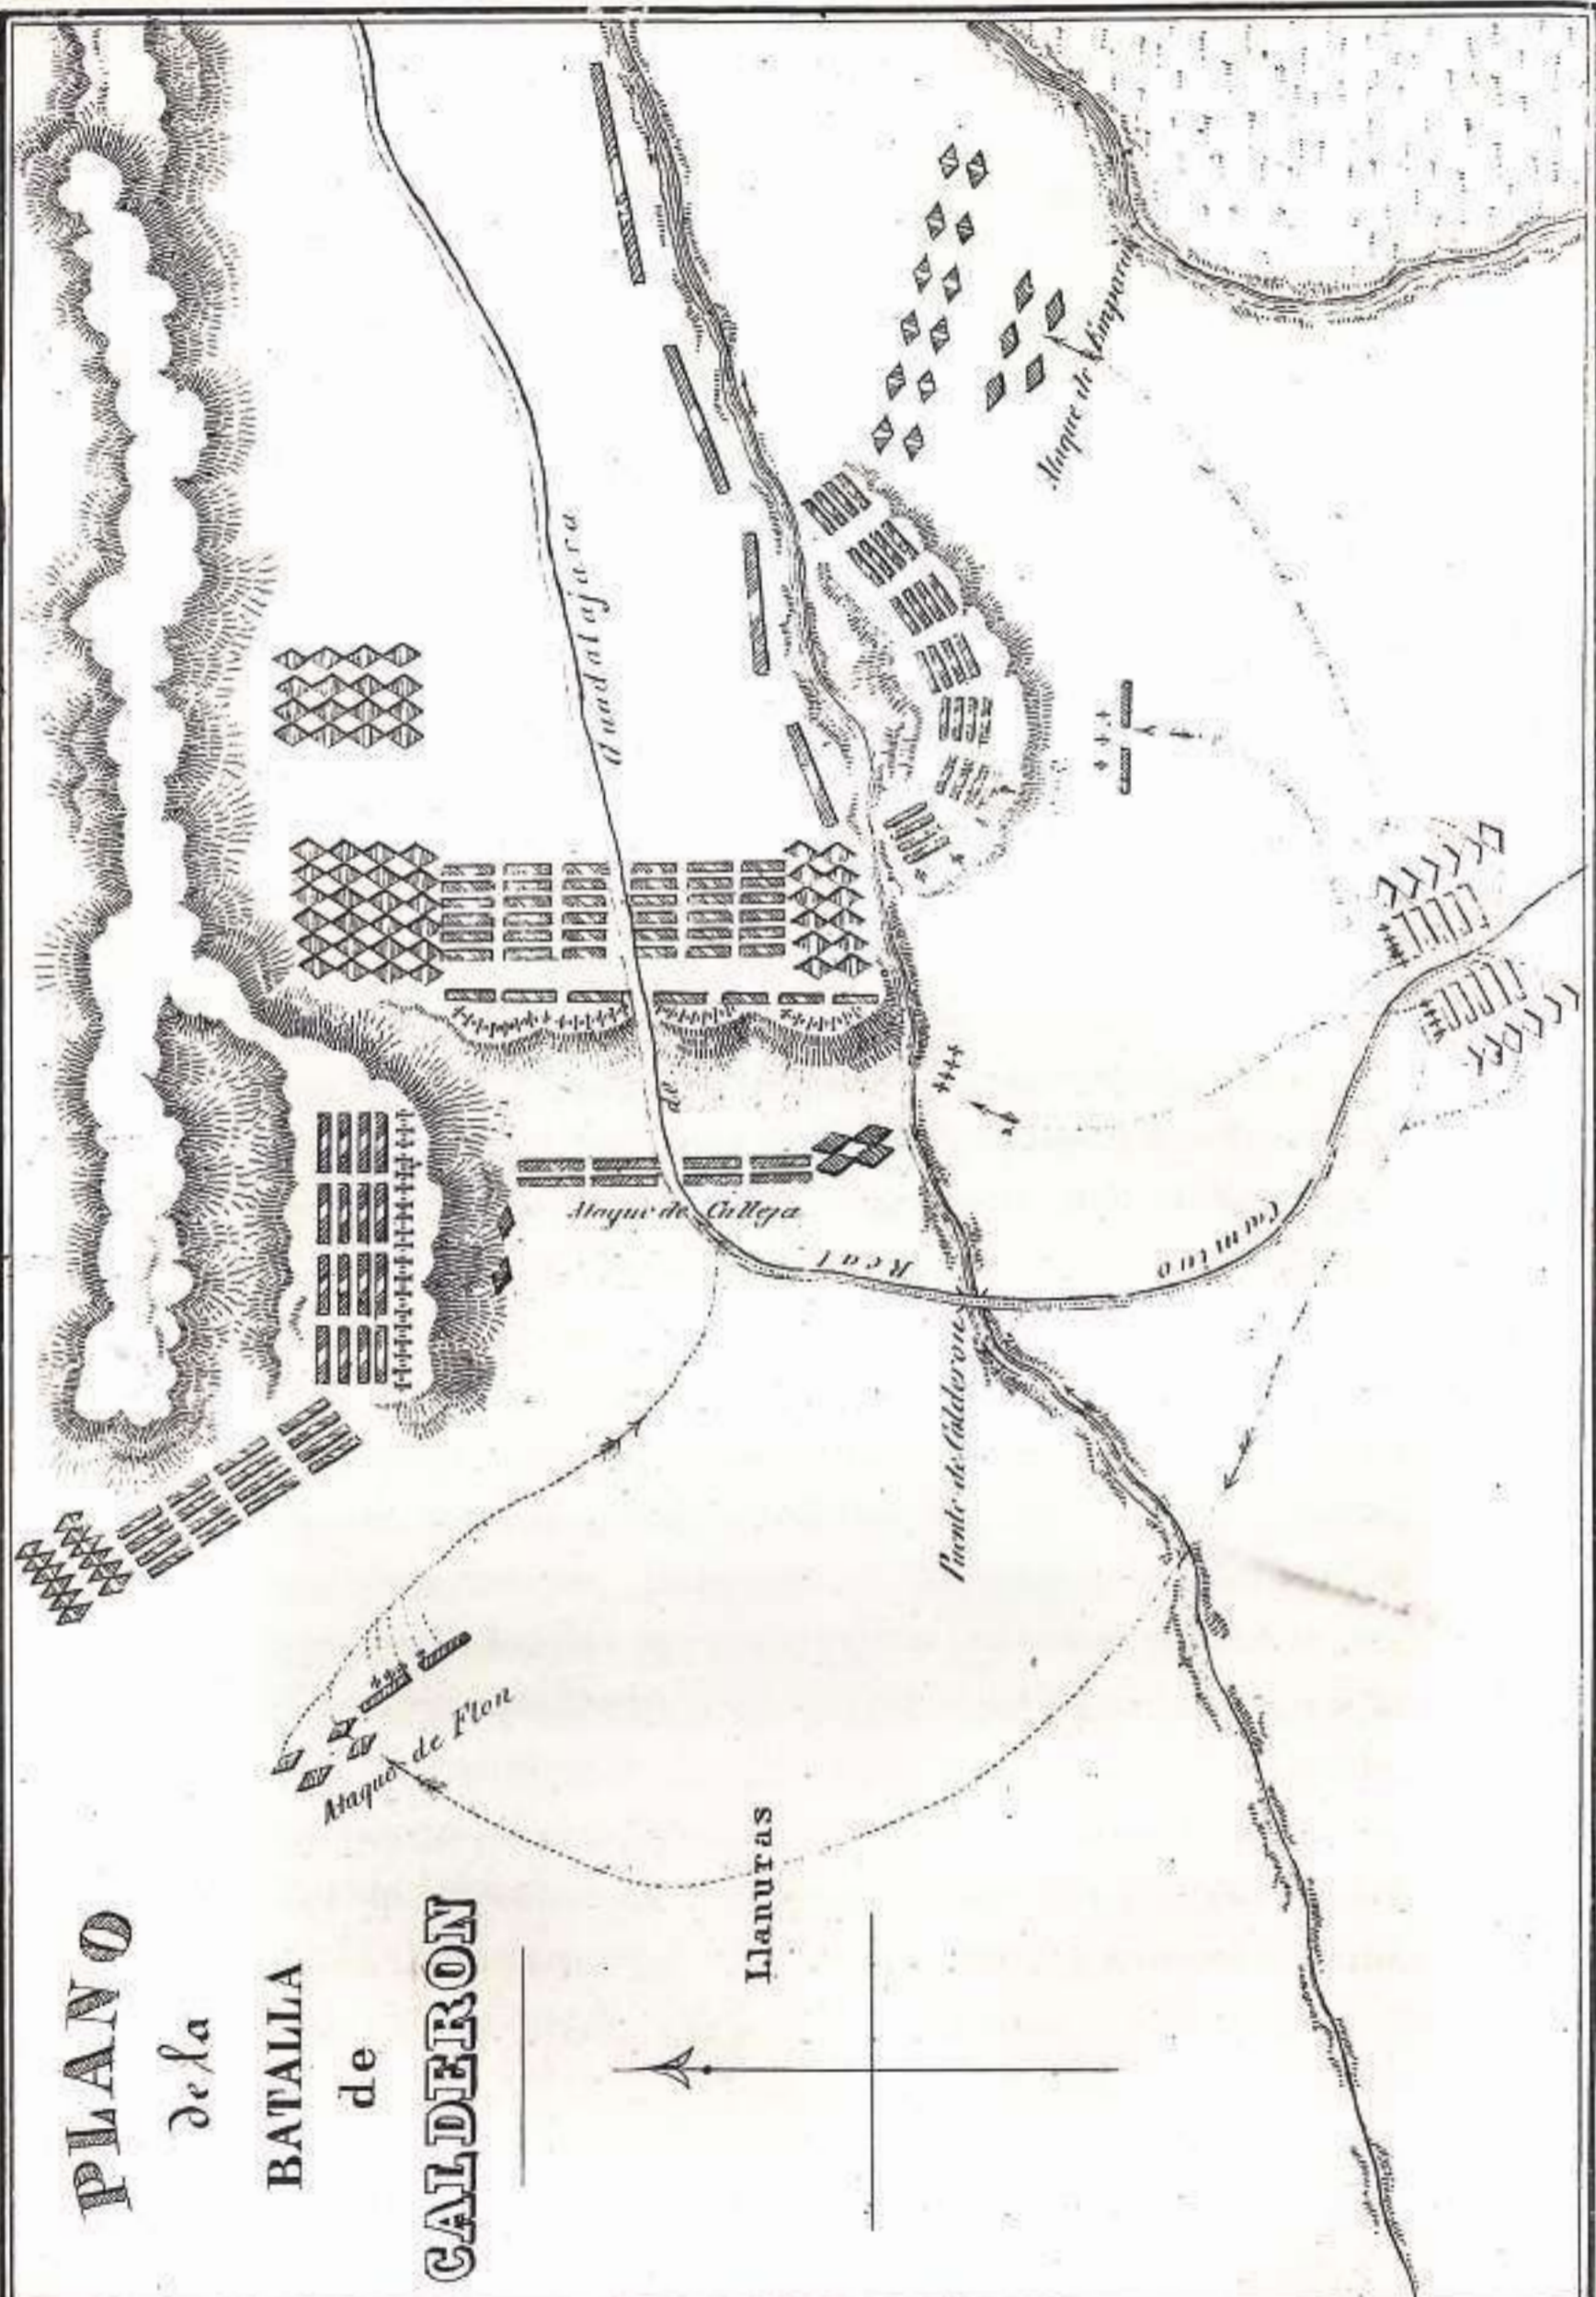 PLANO
de la
BATALLA
de
CALDERON
Llanuras
Ataque de Flon
Ataque de Calleja
Puente de Calderon
Camino
Real
de
Guadalajara
Ataque de Emparan